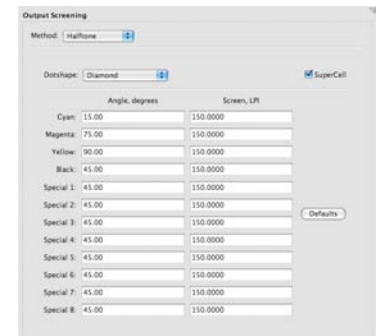 Output Screening
Method: Halftone
Dotshape: Diamond SuperCell
Angle, degrees Screen, LPI
Cyan: 15.00 150.0000
Magenta: 75.00 150.0000
Yellow: 90.00 150.0000
Black: 45.00 150.0000
Special 1: 45.00 150.0000
Special 2: 45.00 150.0000
Defaults
Special 3: 45.00 150.0000
Special 4: 45.00 150.0000
Special 5: 45.00 150.0000
Special 6: 45.00 150.0000
Special 7: 45.00 150.0000
Special 8: 45.00 150.0000